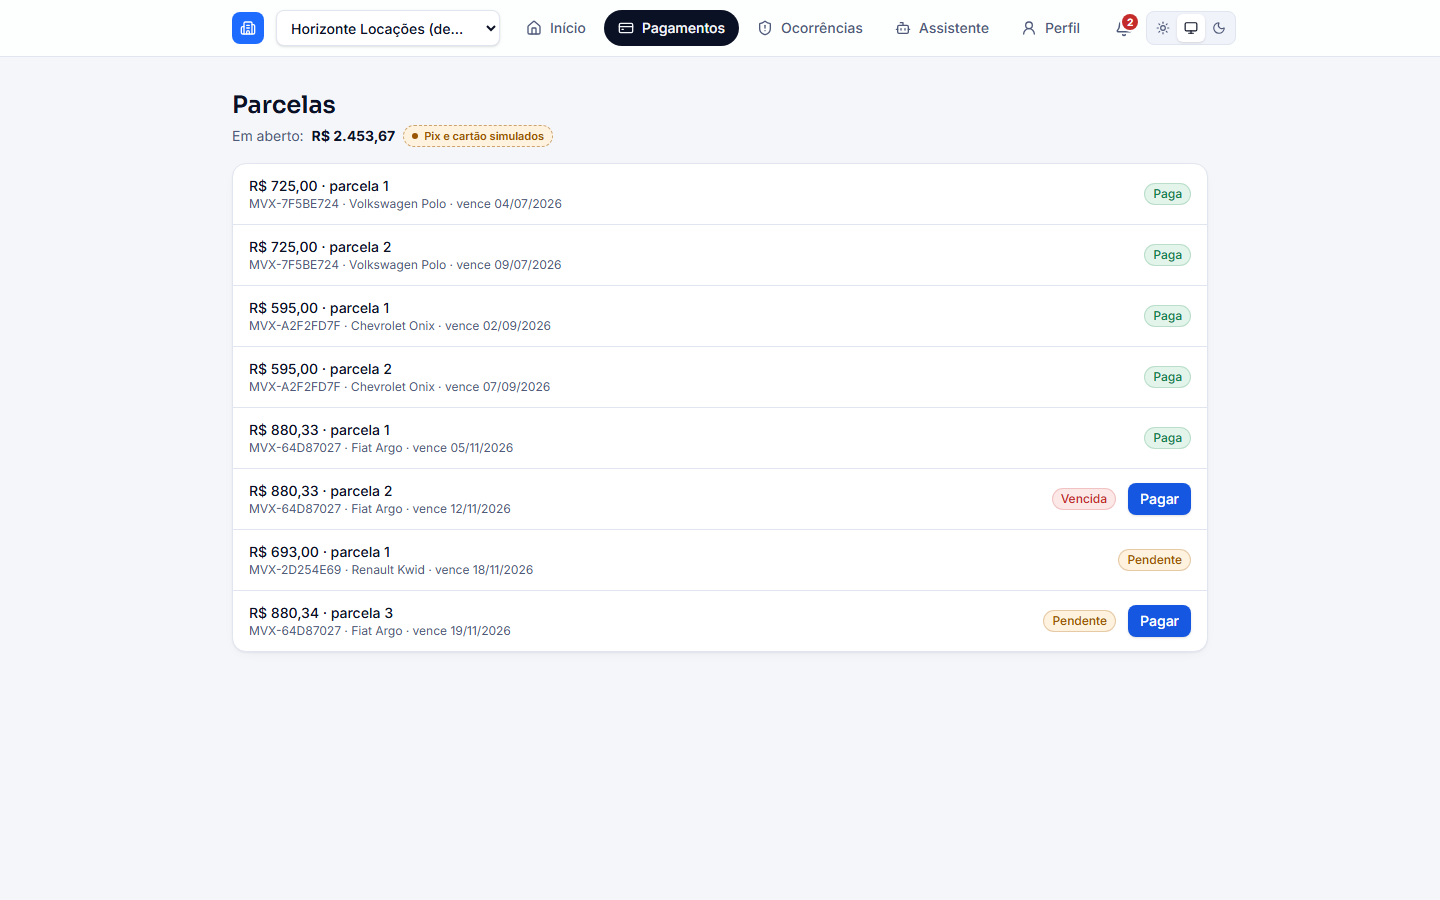 Horizonte Locações (de...
Início
Pagamentos
Ocorrências
Assistente
Perfil
2
Parcelas
Em aberto: R$ 2.453,67 Pix e cartão simulados
R$ 725,00 · parcela 1
MVX-7F5BE724 · Volkswagen Polo · vence 04/07/2026
Paga
R$ 725,00 · parcela 2
MVX-7F5BE724 · Volkswagen Polo · vence 09/07/2026
Paga
R$ 595,00 · parcela 1
MVX-A2F2FD7F · Chevrolet Onix · vence 02/09/2026
Paga
R$ 595,00 · parcela 2
MVX-A2F2FD7F · Chevrolet Onix · vence 07/09/2026
Paga
R$ 880,33 · parcela 1
MVX-64D87027 · Fiat Argo · vence 05/11/2026
Paga
R$ 880,33 · parcela 2
MVX-64D87027 · Fiat Argo · vence 12/11/2026
Vencida Pagar
R$ 693,00 · parcela 1
MVX-2D254E69 · Renault Kwid · vence 18/11/2026
Pendente
R$ 880,34 · parcela 3
MVX-64D87027 · Fiat Argo · vence 19/11/2026
Pendente Pagar